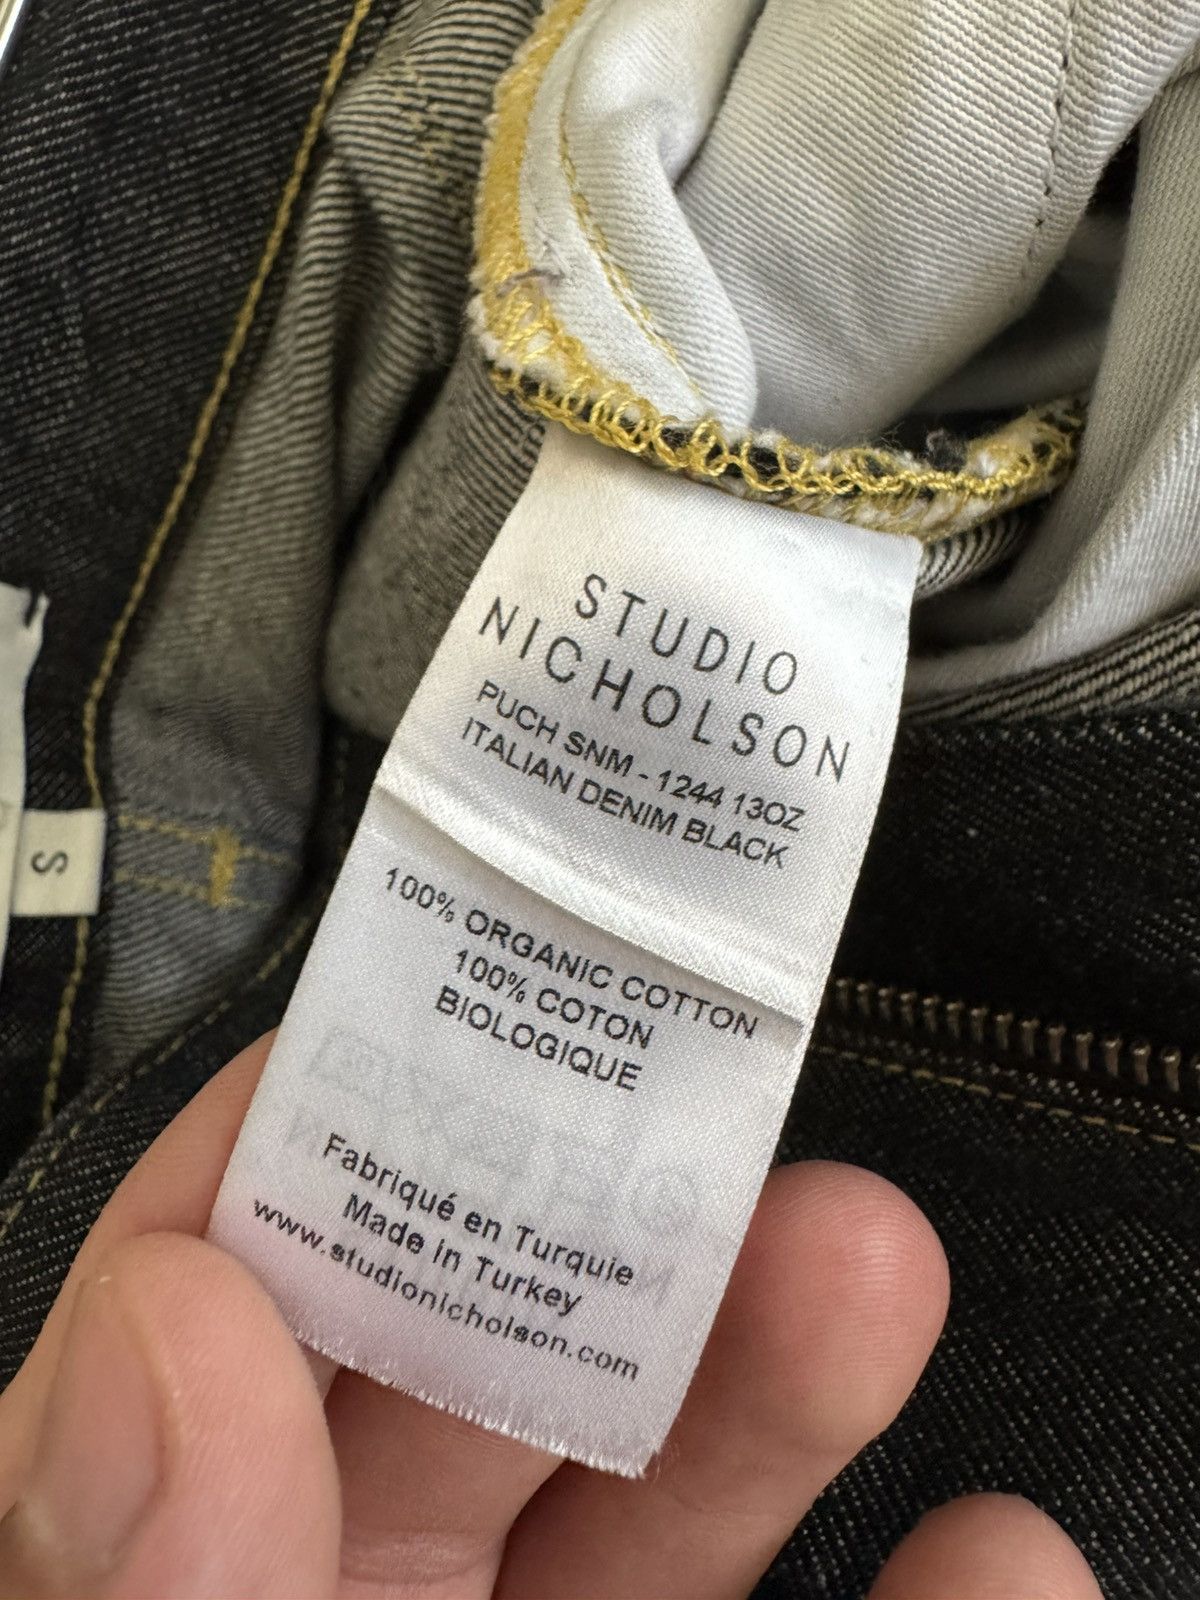 STUDIO
NICHOLSON
PUCH SNM - 1244 13OZ
ITALIAN DENIM BLACK
100% ORGANIC COTTON
100% COTON
BIOLOGIQUE
Fabriqué en Turquie
Made in Turkey
www.studionicholson.com
S